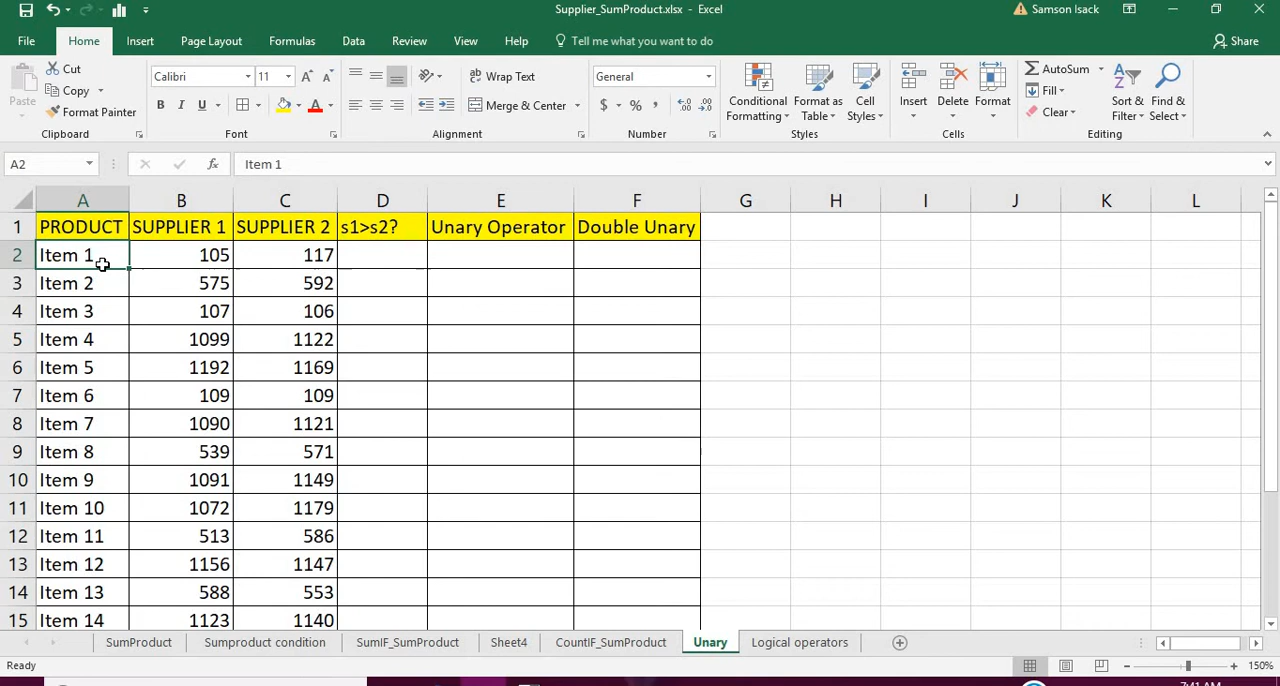 Supplier_SumProduct.xlsx - Excel
Samson Isack
File Home Insert Page Layout Formulas Data Review View Help Tell me what you want to do Share
Paste
Cut
Copy
Format Painter
Clipboard
Calibri 11
B I U
Font
Wrap Text
Merge & Center
Alignment
General
$ % ,
Number
Conditional Formatting
Format as Table
Cell Styles
Styles
Insert Delete Format
Cells
AutoSum
Fill
Clear
Sort & Filter
Find & Select
Editing
A2 fx Item 1
A B C D E F G H I J K L
1 PRODUCT SUPPLIER 1 SUPPLIER 2 s1>s2? Unary Operator Double Unary
2 Item 1 105 117
3 Item 2 575 592
4 Item 3 107 106
5 Item 4 1099 1122
6 Item 5 1192 1169
7 Item 6 109 109
8 Item 7 1090 1121
9 Item 8 539 571
10 Item 9 1091 1149
11 Item 10 1072 1179
12 Item 11 513 586
13 Item 12 1156 1147
14 Item 13 588 553
15 Item 14 1123 1140
SumProduct Sumproduct condition SumIF_SumProduct Sheet4 CountIF_SumProduct Unary Logical operators
Ready 150%
7:41 AM